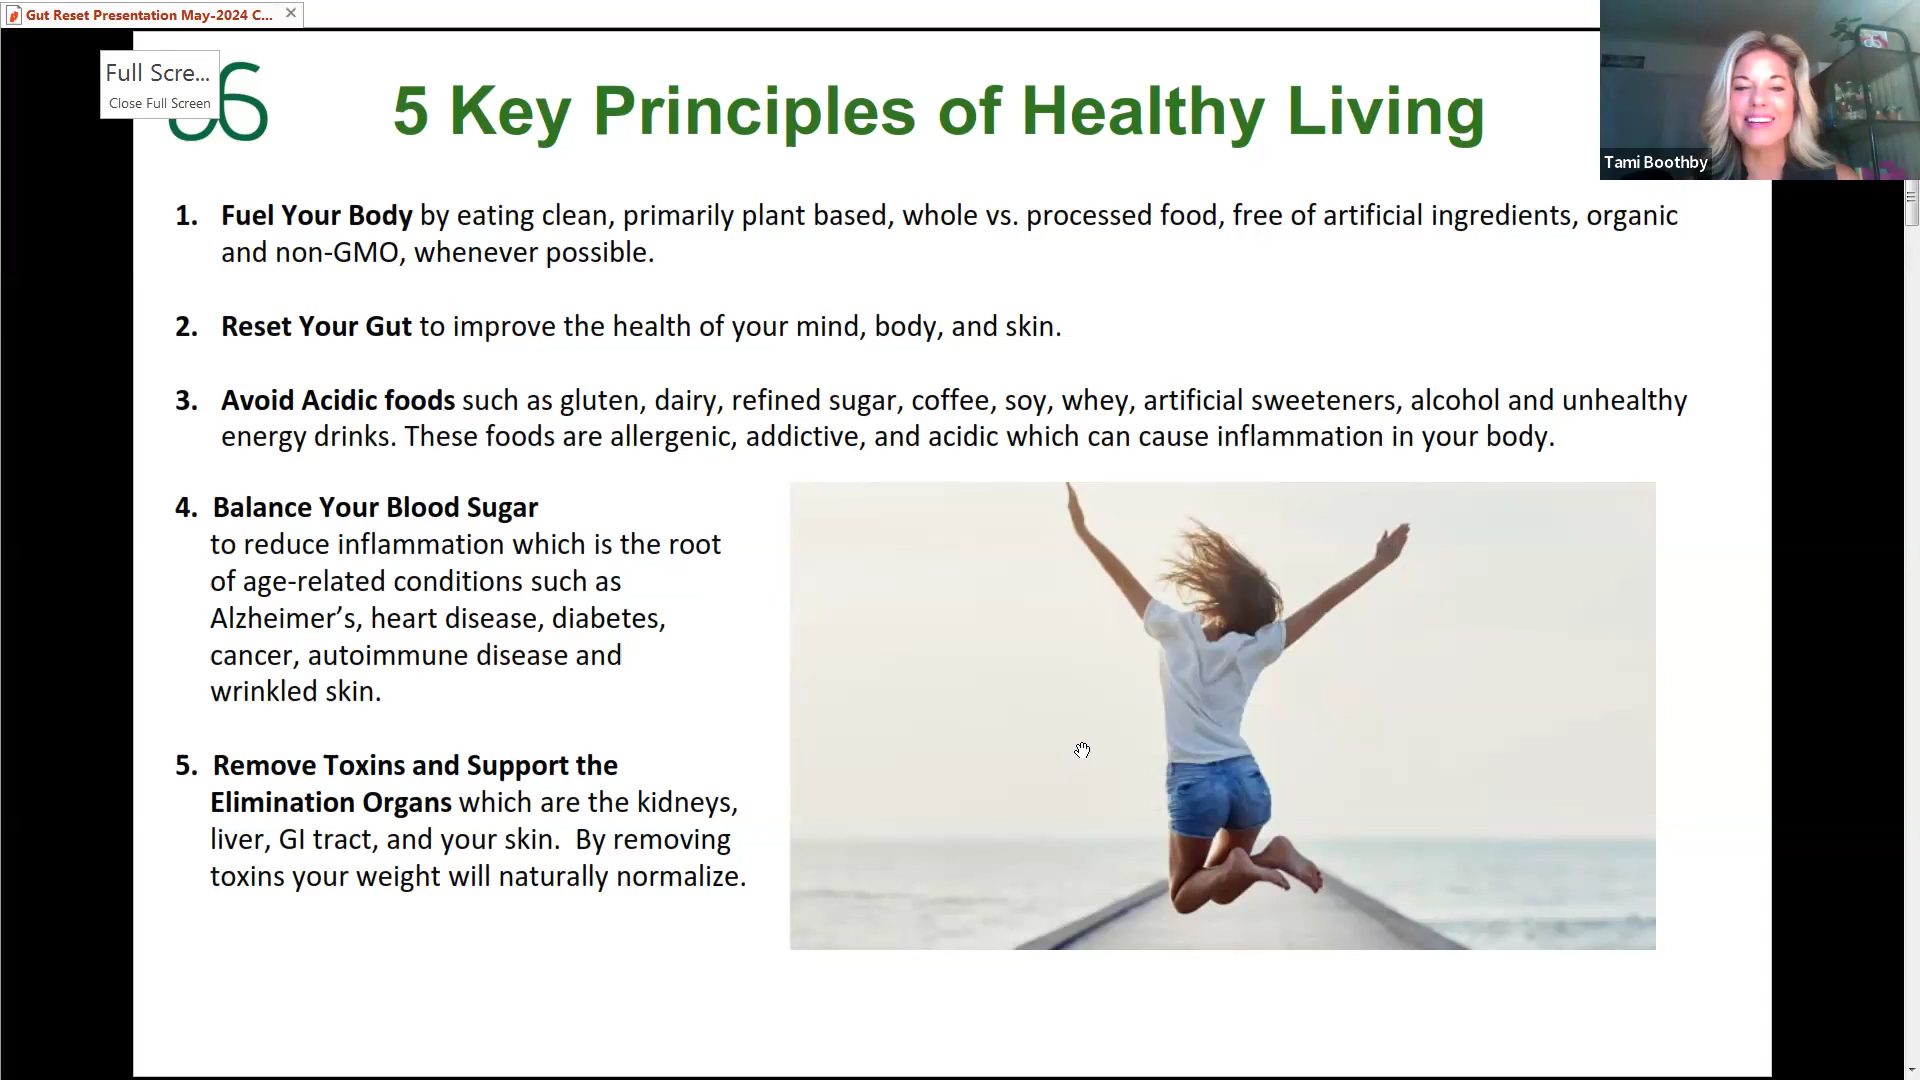 Gut Reset Presentation May-2024 C...
Full Scre...
Close Full Screen
5 Key Principles of Healthy Living
Tami Boothby
1. Fuel Your Body by eating clean, primarily plant based, whole vs. processed food, free of artificial ingredients, organic
and non-GMO, whenever possible.
2. Reset Your Gut to improve the health of your mind, body, and skin.
3. Avoid Acidic foods such as gluten, dairy, refined sugar, coffee, soy, whey, artificial sweeteners, alcohol and unhealthy
energy drinks. These foods are allergenic, addictive, and acidic which can cause inflammation in your body.
4. Balance Your Blood Sugar
to reduce inflammation which is the root
of age-related conditions such as
Alzheimer’s, heart disease, diabetes,
cancer, autoimmune disease and
wrinkled skin.
5. Remove Toxins and Support the
Elimination Organs which are the kidneys,
liver, GI tract, and your skin. By removing
toxins your weight will naturally normalize.